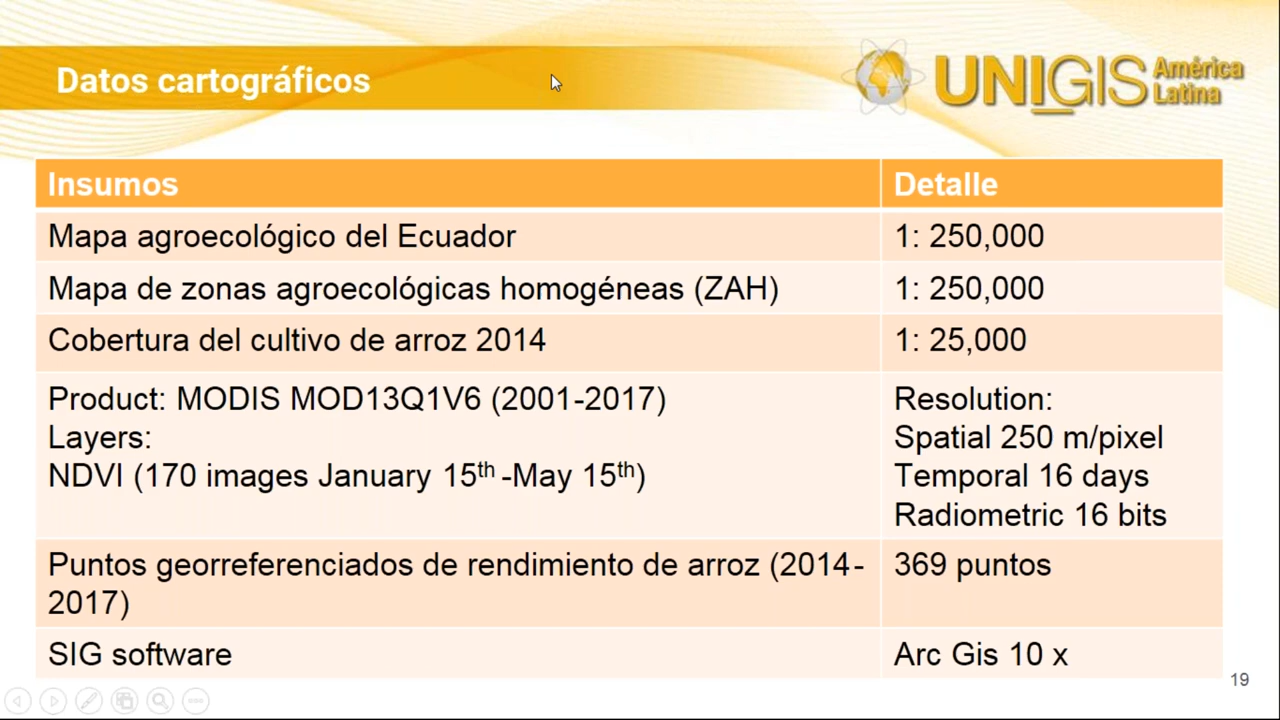 Datos cartográficos
UNIGIS América Latina
Insumos Detalle
Mapa agroecológico del Ecuador 1: 250,000
Mapa de zonas agroecológicas homogéneas (ZAH) 1: 250,000
Cobertura del cultivo de arroz 2014 1: 25,000
Product: MODIS MOD13Q1V6 (2001-2017) Resolution:
Layers: Spatial 250 m/pixel
NDVI (170 images January 15th -May 15th) Temporal 16 days
Radiometric 16 bits
Puntos georreferenciados de rendimiento de arroz (2014- 369 puntos
2017)
SIG software Arc Gis 10 x
19